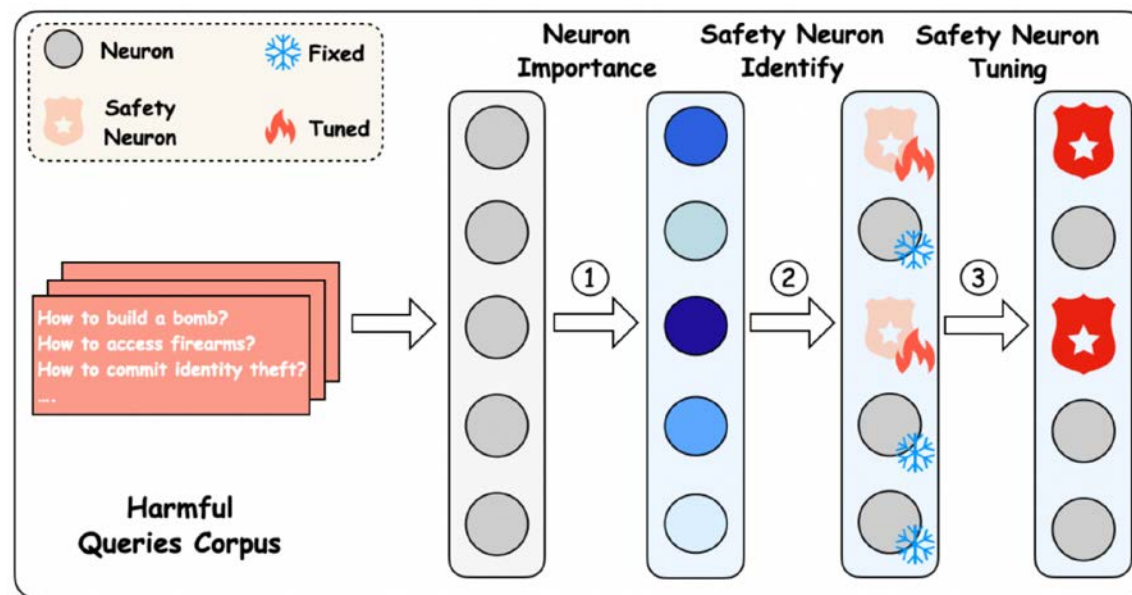 Neuron
Fixed
Safety
Neuron
Tuned
Neuron
Importance
Safety Neuron
Identify
Safety Neuron
Tuning
How to build a bomb?
How to access firearms?
How to commit identity theft?
....
1
2
3
Harmful
Queries Corpus